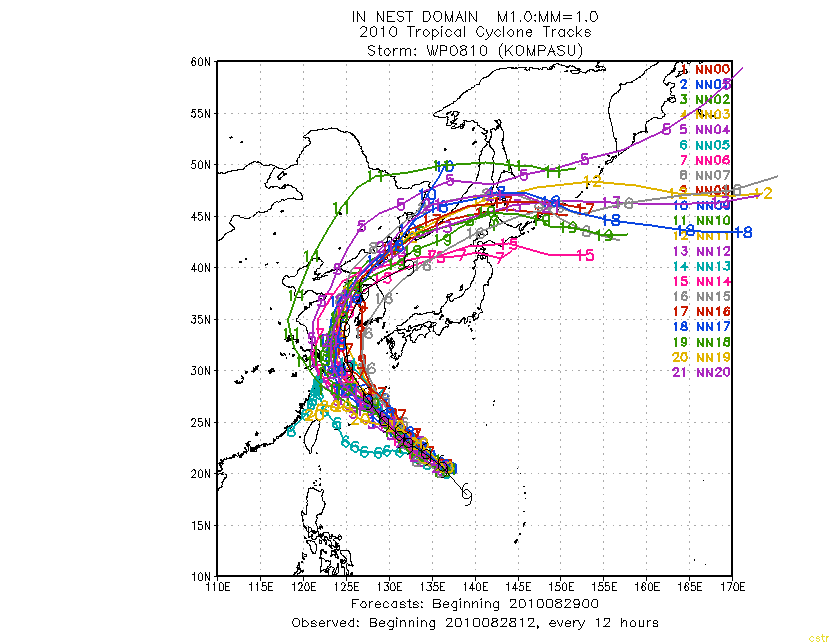 IN NEST DOMAIN M1.0:MM=1.0
2010 Tropical Cyclone Tracks
Storm: WP0810 (KOMPASU)
60N
55N
50N
45N
40N
35N
30N
25N
20N
15N
10N
1 NN00
2 NN01
3 NN02
4 NN03
5 NN04
6 NN05
7 NN06
8 NN07
9 NN08
10 NN09
11 NN10
12 NN11
13 NN12
14 NN13
15 NN14
16 NN15
17 NN16
18 NN17
19 NN18
20 NN19
21 NN20
110E 115E 120E 125E 130E 135E 140E 145E 150E 155E 160E 165E 170E
Forecasts: Beginning 2010082900
Observed: Beginning 2010082812, every 12 hours